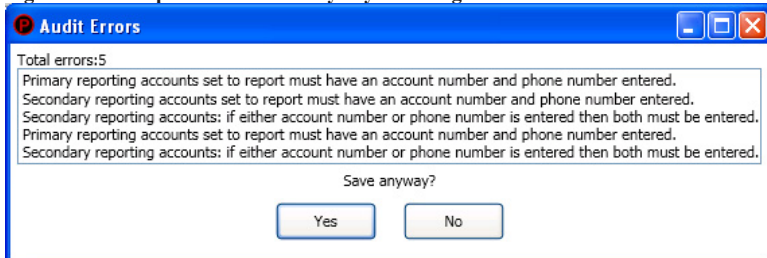 P Audit Errors
Total errors:5
Primary reporting accounts set to report must have an account number and phone number entered.
Secondary reporting accounts set to report must have an account number and phone number entered.
Secondary reporting accounts: if either account number or phone number is entered then both must be entered.
Primary reporting accounts set to report must have an account number and phone number entered.
Secondary reporting accounts: if either account number or phone number is entered then both must be entered.
Save anyway?
Yes No